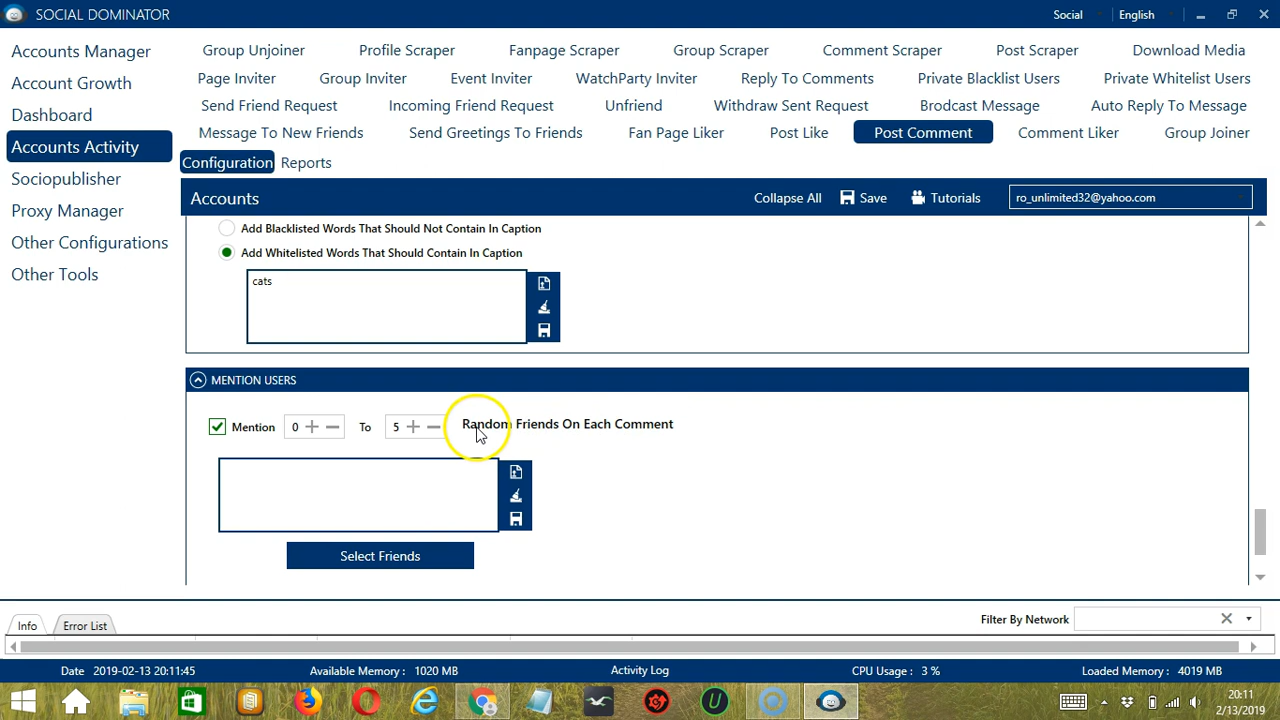 SOCIAL DOMINATOR
Social
English
Accounts Manager
Account Growth
Dashboard
Accounts Activity
Sociopublisher
Proxy Manager
Other Configurations
Other Tools
Group Unjoiner Profile Scraper Fanpage Scraper Group Scraper Comment Scraper Post Scraper Download Media
Page Inviter Group Inviter Event Inviter WatchParty Inviter Reply To Comments Private Blacklist Users Private Whitelist Users
Send Friend Request Incoming Friend Request Unfriend Withdraw Sent Request Brodcast Message Auto Reply To Message
Message To New Friends Send Greetings To Friends Fan Page Liker Post Like Post Comment Comment Liker Group Joiner
Configuration Reports
Accounts Collapse All Save Tutorials ro_unlimited32@yahoo.com
Add Blacklisted Words That Should Not Contain In Caption
Add Whitelisted Words That Should Contain In Caption
cats
MENTION USERS
Mention 0 To 5 Random Friends On Each Comment
Select Friends
Info Error List Filter By Network
Date 2019-02-13 20:11:45 Available Memory : 1020 MB Activity Log CPU Usage : 3 % Loaded Memory : 4019 MB
20:11
2/13/2019